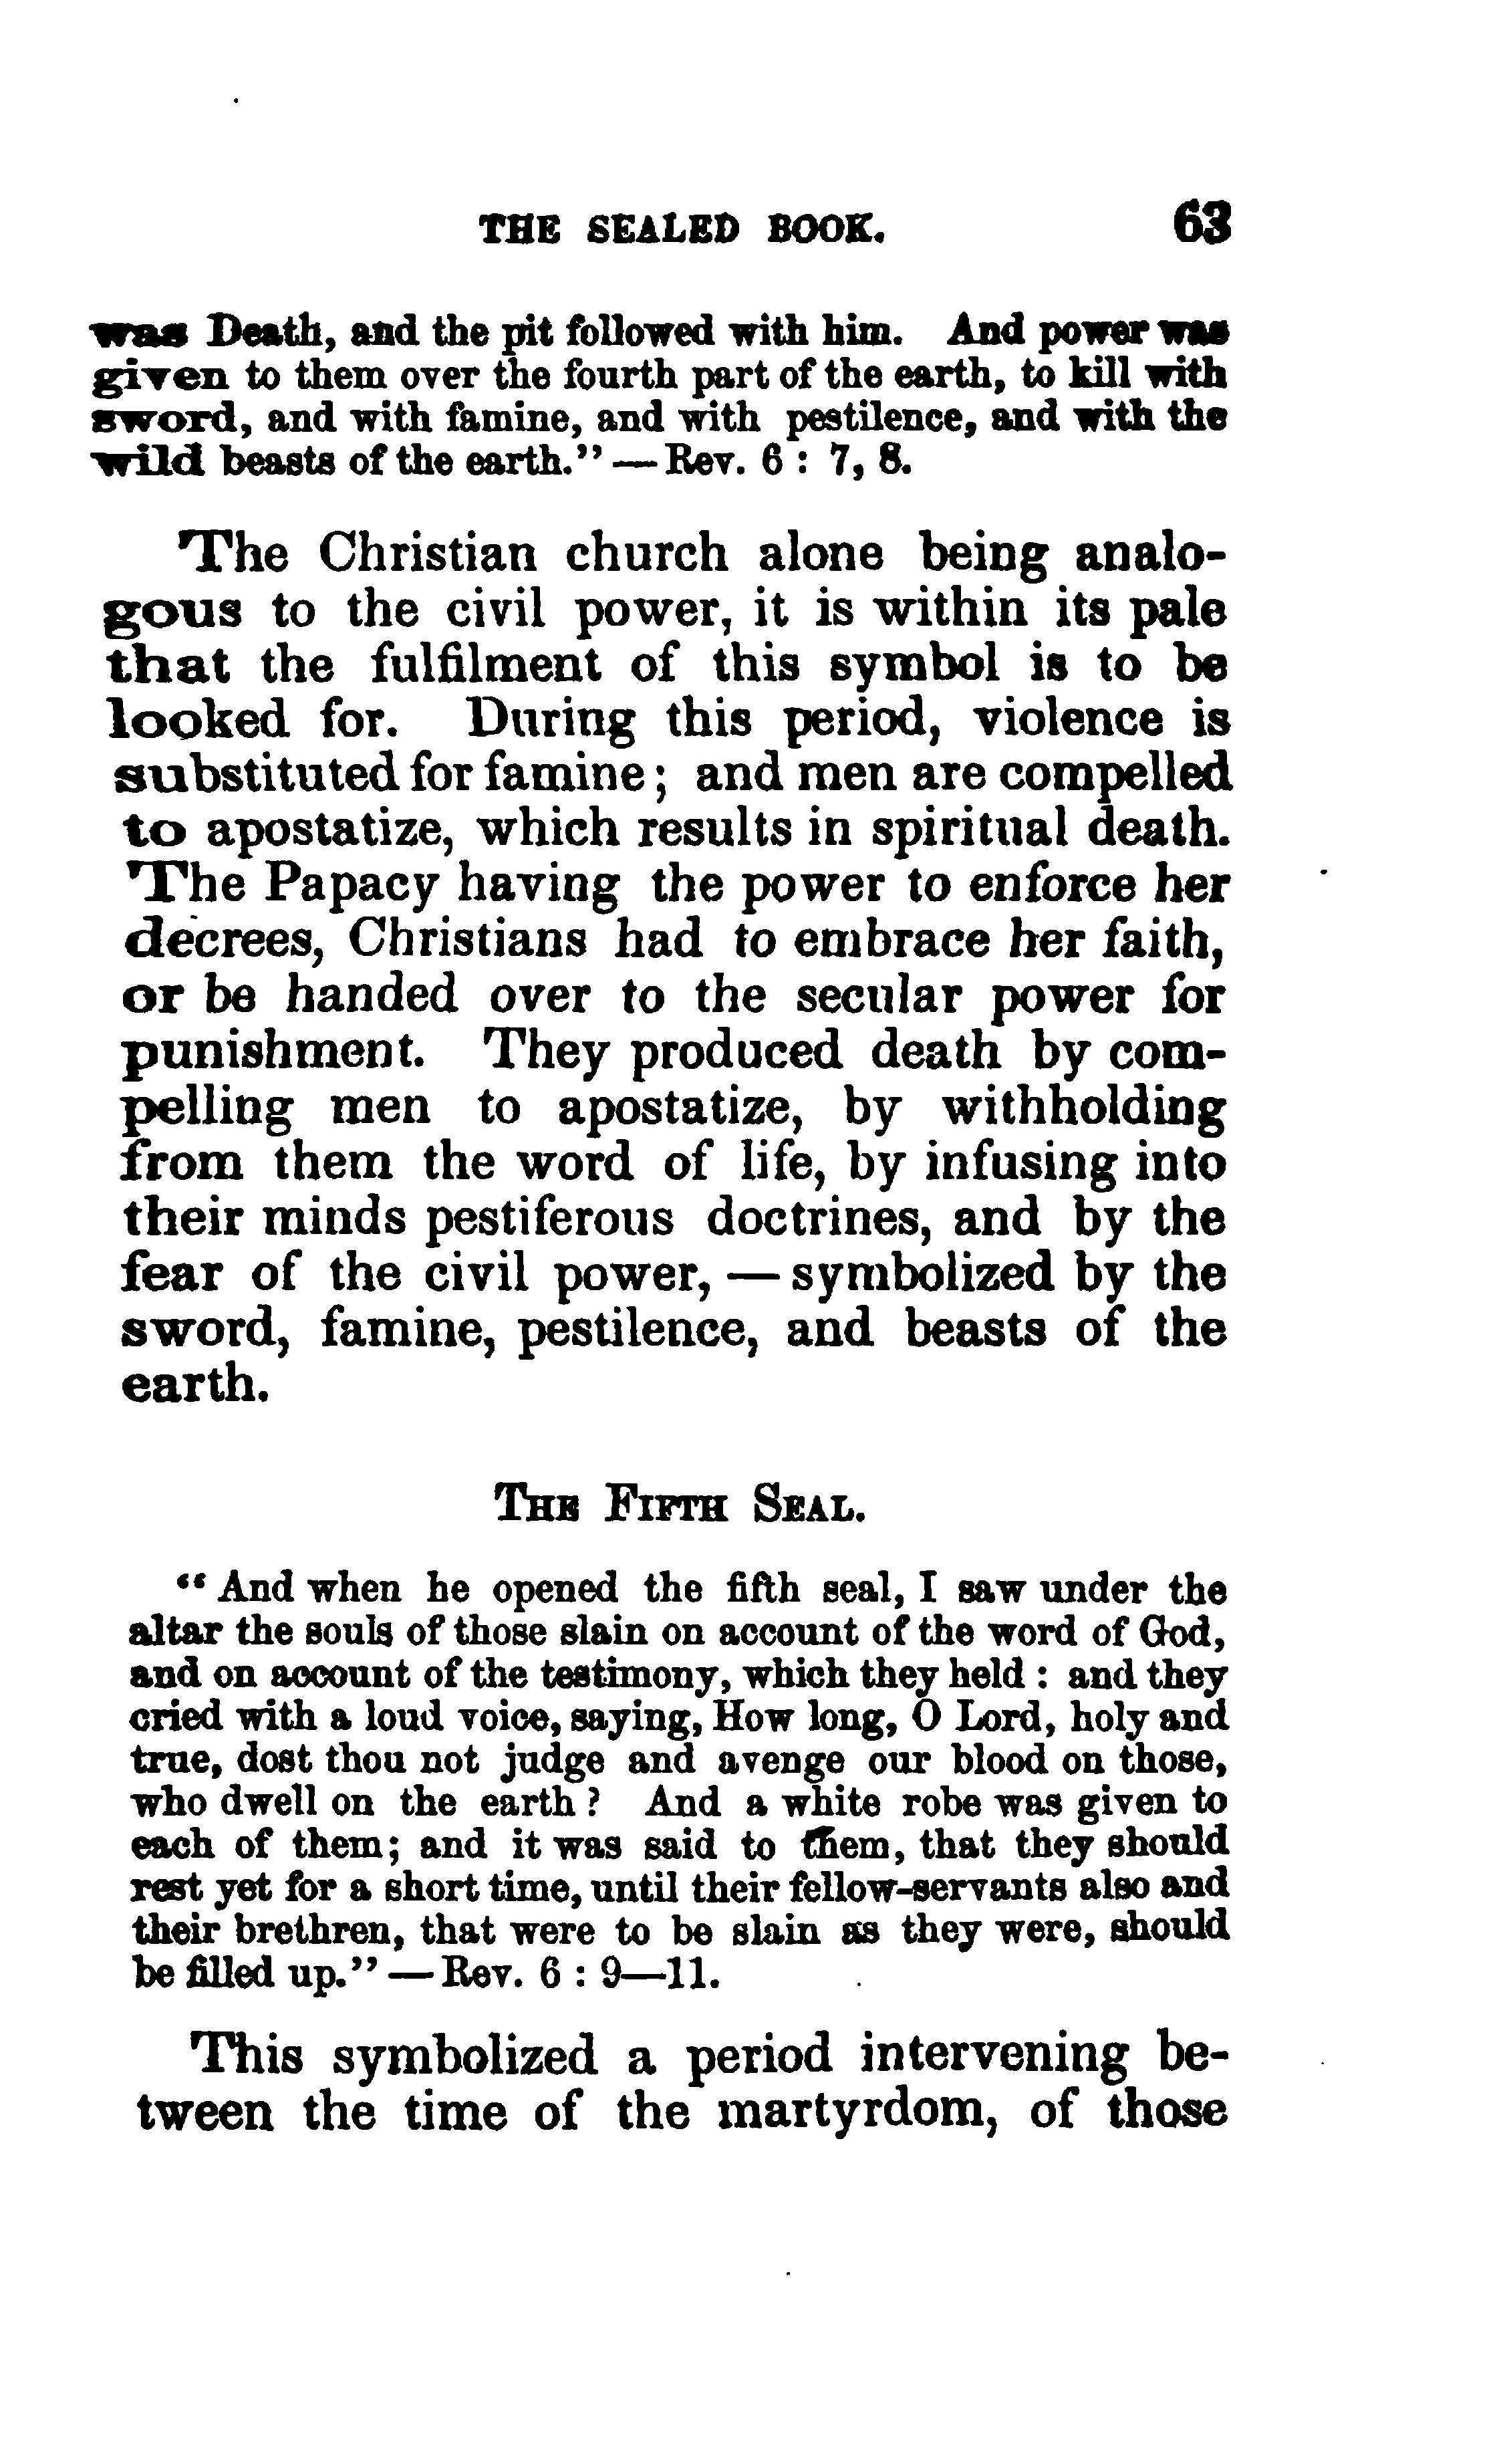 THE SEALED BOOK. 63
was Death, and the pit followed with him. And power was
given to them over the fourth part of the earth, to kill with
sword, and with famine, and with pestilence, and with the
wild beasts of the earth." — Rev. 6 : 7, 8.
The Christian church alone being analo-
gous to the civil power, it is within its pale
that the fulfilment of this symbol is to be
looked for. During this period, violence is
substituted for famine; and men are compelled
to apostatize, which results in spiritual death.
The Papacy having the power to enforce her
decrees, Christians had to embrace her faith,
or be handed over to the secular power for
punishment. They produced death by com-
pelling men to apostatize, by withholding
from them the word of life, by infusing into
their minds pestiferous doctrines, and by the
fear of the civil power, — symbolized by the
sword, famine, pestilence, and beasts of the
earth.
THE FIFTH SEAL.
"And when he opened the fifth seal, I saw under the
altar the souls of those slain on account of the word of God,
and on account of the testimony, which they held : and they
cried with a loud voice, saying, How long, O Lord, holy and
true, dost thou not judge and avenge our blood on those,
who dwell on the earth? And a white robe was given to
each of them; and it was said to them, that they should
rest yet for a short time, until their fellow-servants also and
their brethren, that were to be slain as they were, should
be filled up." — Rev. 6 : 9—11.
This symbolized a period intervening be-
tween the time of the martyrdom, of those